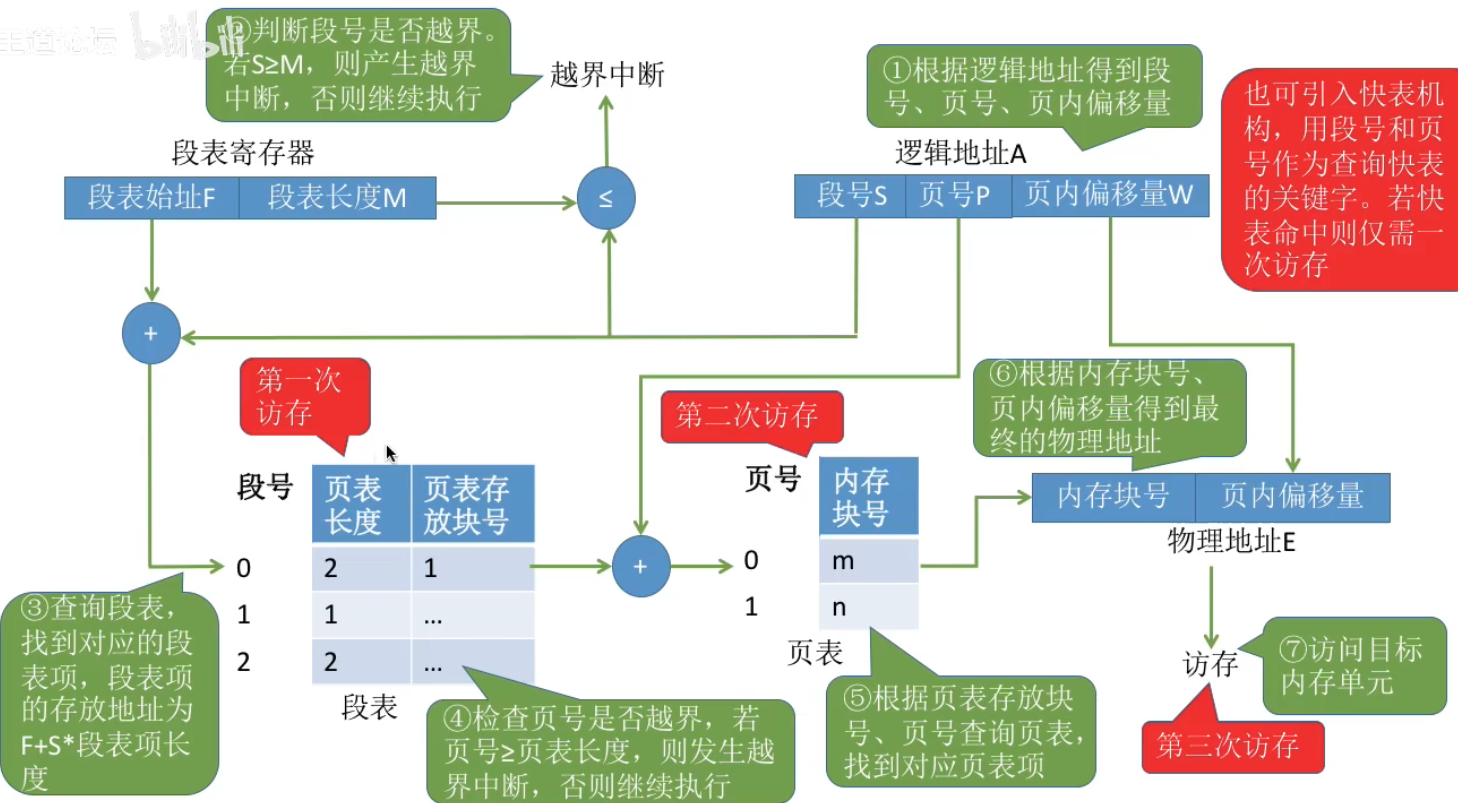 王道论坛 bilibili
②判断段号是否越界。
若S≥M，则产生越界
中断，否则继续执行
越界中断
①根据逻辑地址得到段
号、页号、页内偏移量
也可引入快表机
构，用段号和页
号作为查询快表
的关键字。若快
表命中则仅需一
次访存
段表寄存器
段表始址F
段表长度M
≤
逻辑地址A
段号S
页号P
页内偏移量W
+
第一次
访存
第二次访存
⑥根据内存块号、
页内偏移量得到最
终的物理地址
段号
页表
长度
页表存
放块号
0
2
1
1
1
...
2
2
...
段表
+
页号
内存
块号
0
m
1
n
页表
内存块号
页内偏移量
物理地址E
③查询段表，
找到对应的段
表项，段表项
的存放地址为
F+S*段表项长
度
④检查页号是否越界，若
页号≥页表长度，则发生越
界中断，否则继续执行
⑤根据页表存放块
号、页号查询页表，
找到对应页表项
访存
⑦访问目标
内存单元
第三次访存